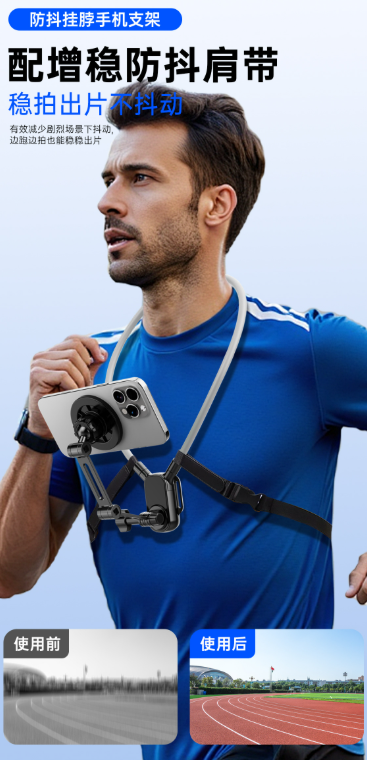 防抖挂脖手机支架
配增稳防抖肩带
稳拍出片不抖动
有效减少剧烈场景下抖动,
边跑边拍也能稳稳出片
使用前
使用后